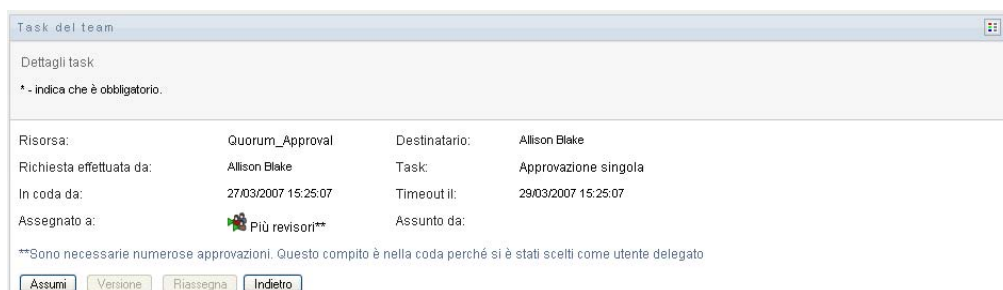 Task del team
Dettagli task
* - indica che è obbligatorio.
Risorsa: Quorum_Approval Destinatario: Allison Blake
Richiesta effettuata da: Allison Blake Task: Approvazione singola
In coda da: 27/03/2007 15:25:07 Timeout il: 29/03/2007 15:25:07
Assegnato a: Più revisori** Assunto da:
**Sono necessarie numerose approvazioni. Questo compito è nella coda perché si è stati scelti come utente delegato
Assumi Versione Riassegna Indietro